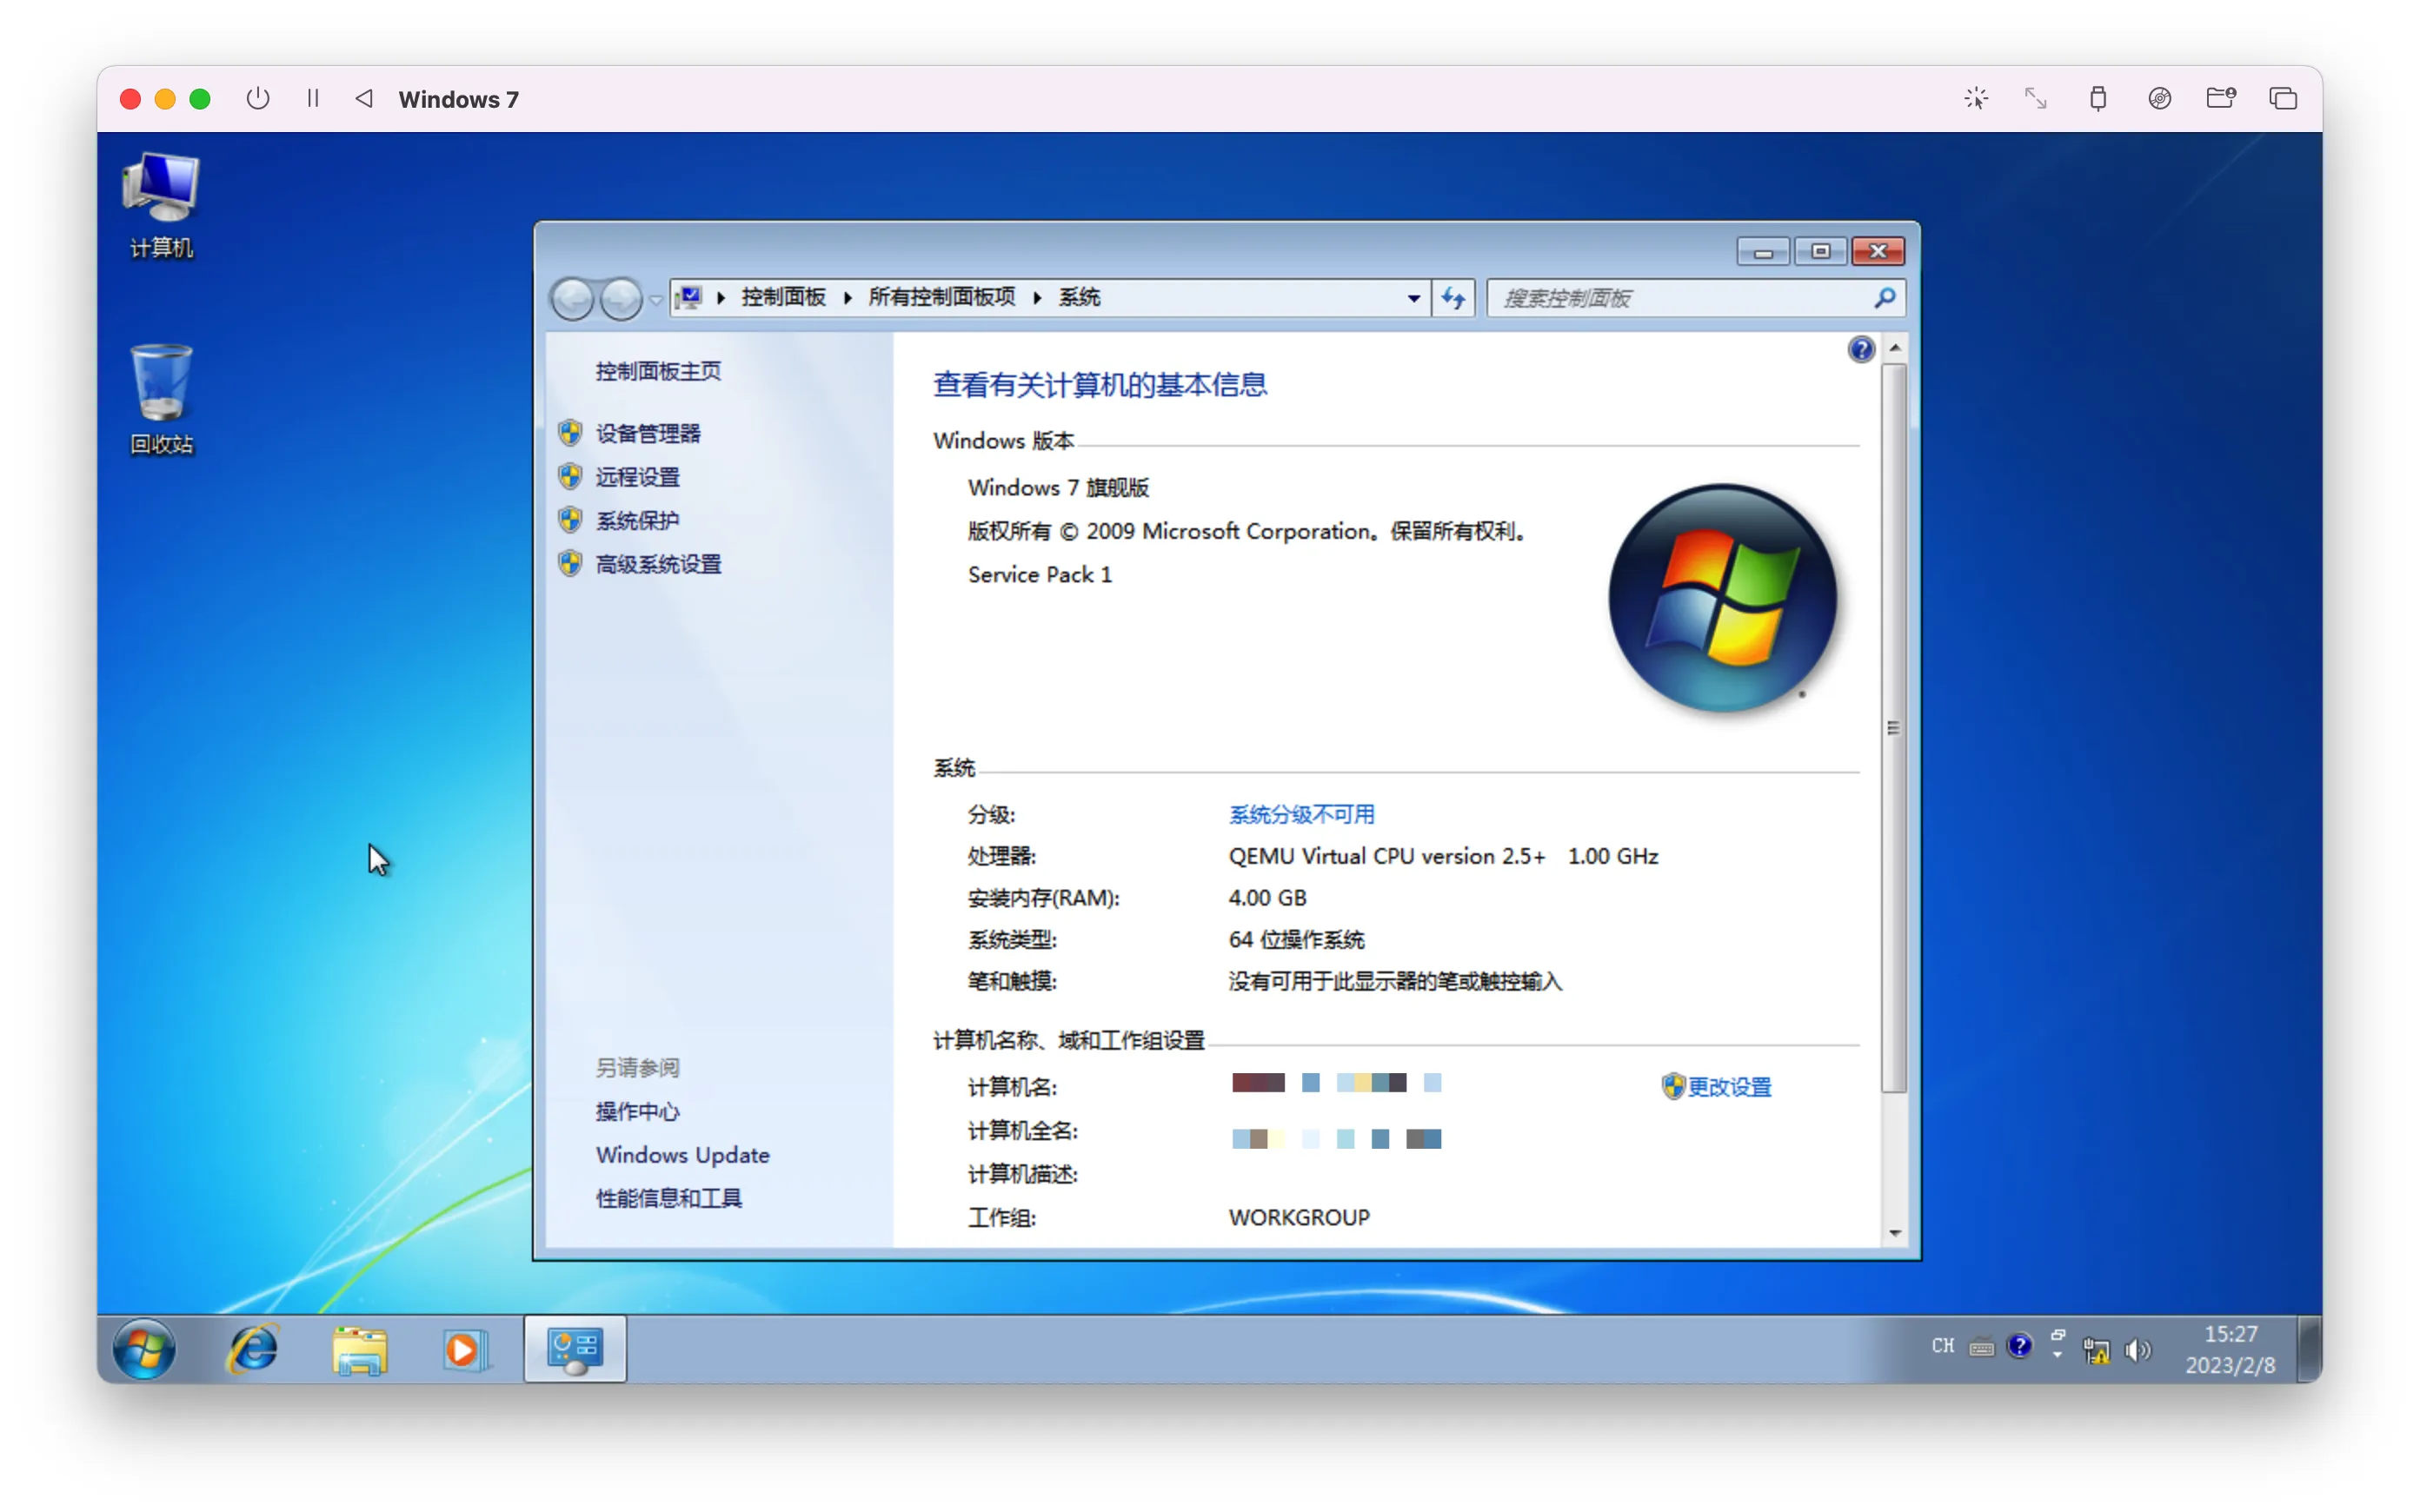 Windows 7
计算机
回收站
控制面板 所有控制面板项 系统
搜索控制面板
控制面板主页
设备管理器
远程设置
系统保护
高级系统设置
另请参阅
操作中心
Windows Update
性能信息和工具
查看有关计算机的基本信息
Windows 版本
Windows 7 旗舰版
版权所有 © 2009 Microsoft Corporation。保留所有权利。
Service Pack 1
系统
分级: 系统分级不可用
处理器: QEMU Virtual CPU version 2.5+ 1.00 GHz
安装内存(RAM): 4.00 GB
系统类型: 64 位操作系统
笔和触摸: 没有可用于此显示器的笔或触控输入
计算机名称、域和工作组设置
计算机名: 更改设置
计算机全名:
计算机描述:
工作组: WORKGROUP
CH
15:27
2023/2/8